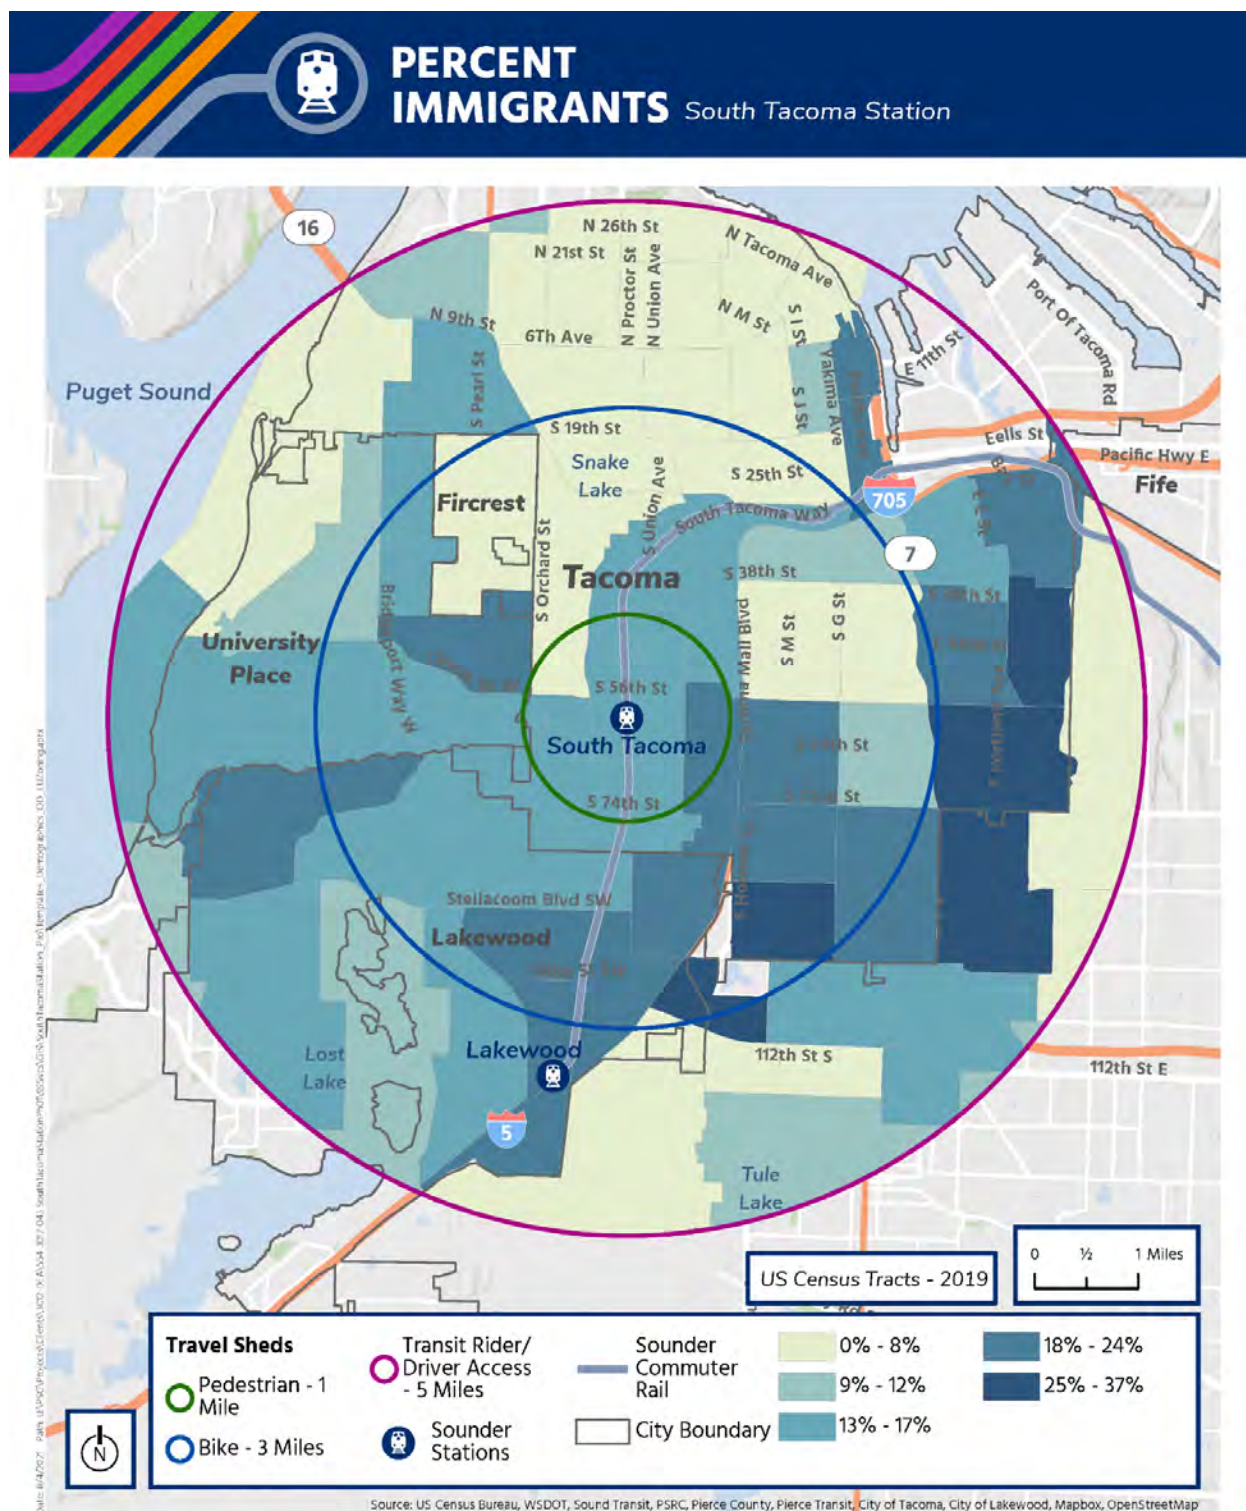 PERCENT
IMMIGRANTS South Tacoma Station
16
N 26th St
N 21st St
N Proctor St
N Union Ave
N Tacoma Ave
N M St
S I St
N 9th St
6Th Ave
S Pearl St
S J St
Yakima Ave
E 11th St
Port Of Tacoma Rd
Puget Sound
S 19th St
Snake
Lake
S 25th St
Eells St
Pacific Hwy E
Fife
705
Fircrest
S Union Ave
South Tacoma Way
E L St
7
S Orchard St
Tacoma
S 38th St
Bridgeport Way W
University
Place
S M St
S G St
Tacoma Mall Blvd
S 56th St
South Tacoma
S 74th St
Steilacoom Blvd SW
Lakewood
Lakewood
Lost
Lake
112th St S
112th St E
5
Tule
Lake
US Census Tracts - 2019
0 ½ 1 Miles
Travel Sheds
Pedestrian - 1
Mile
Bike - 3 Miles
Transit Rider/
Driver Access
- 5 Miles
Sounder
Stations
Sounder
Commuter
Rail
City Boundary
0% - 8%
9% - 12%
13% - 17%
18% - 24%
25% - 37%
N
Source: US Census Bureau, WSDOT, Sound Transit, PSRC, Pierce County, Pierce Transit, City of Tacoma, City of Lakewood, Mapbox, OpenStreetMap